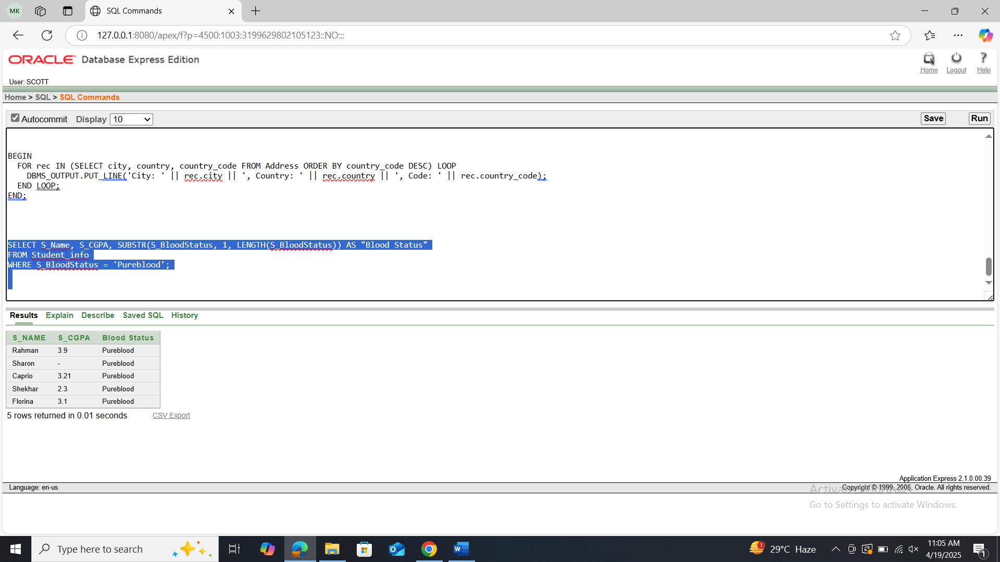 MK
SQL Commands
127.0.0.1:8080/apex/f?p=4500:1003:3199629802105123::NO:::
ORACLE Database Express Edition
Home Logout Help
User: SCOTT
Home > SQL > SQL Commands
Autocommit Display 10 Save Run
BEGIN
FOR rec IN (SELECT city, country, country_code FROM Address ORDER BY country_code DESC) LOOP
DBMS_OUTPUT.PUT_LINE('City: ' || rec.city || ', Country: ' || rec.country || ', Code: ' || rec.country_code);
END LOOP;
END;
SELECT S_Name, S_CGPA, SUBSTR(S_BloodStatus, 1, LENGTH(S_BloodStatus)) AS "Blood Status"
FROM Student_info
WHERE S_BloodStatus = 'Pureblood';
Results Explain Describe Saved SQL History
S_NAME S_CGPA Blood Status
Rahman 3.9 Pureblood
Sharon - Pureblood
Caprio 3.21 Pureblood
Shekhar 2.3 Pureblood
Florina 3.1 Pureblood
5 rows returned in 0.01 seconds CSV Export
Application Express 2.1.0.00.39
Language: en-us Copyright © 1999, 2006, Oracle. All rights reserved.
Activate Windows
Go to Settings to activate Windows.
Type here to search
1
29°C Haze
11:05 AM
4/19/2025
1